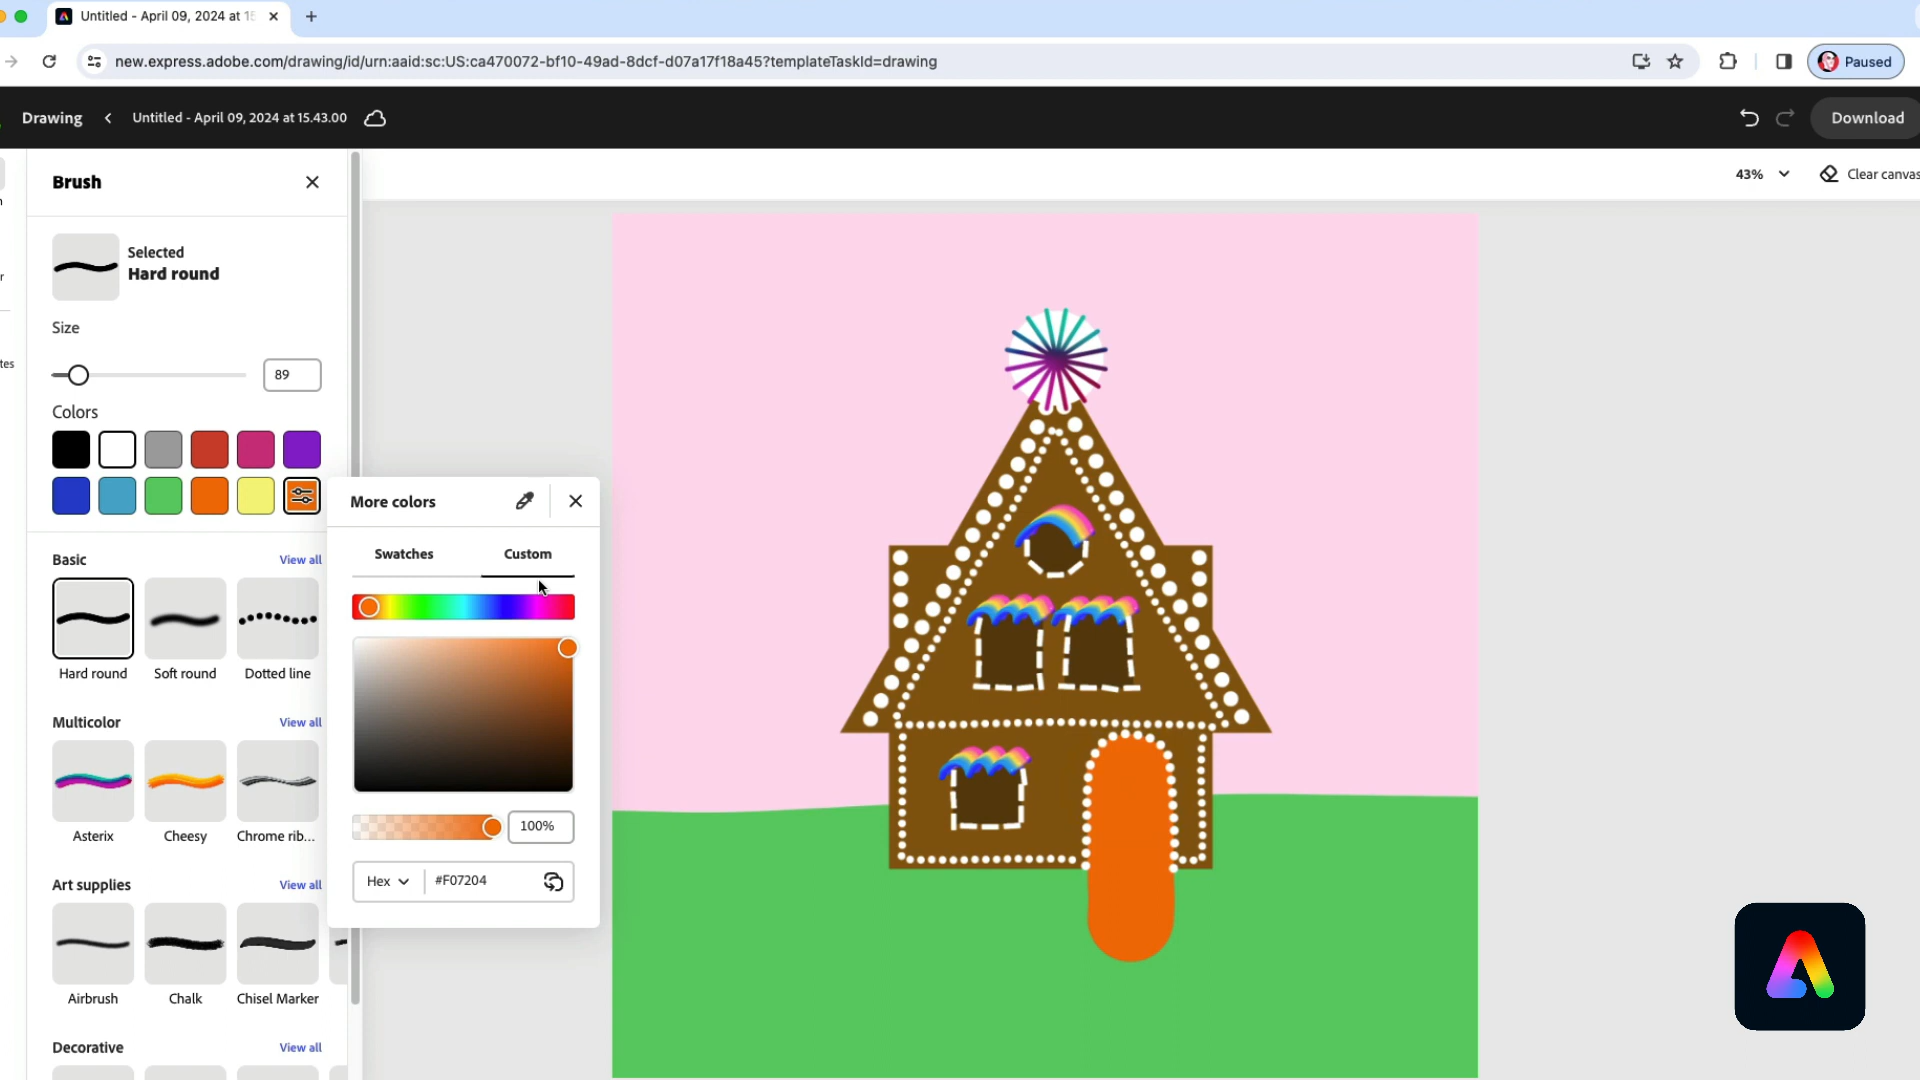 Untitled - April 09, 2024 at 15
new.express.adobe.com/drawing/id/urn:aaid:sc:US:ca470072-bf10-49ad-8dcf-d07a17f18a45?templateTaskId=drawing
Paused
Drawing
Untitled - April 09, 2024 at 15.43.00
Download
Brush
43%
Clear canvas
Selected
Hard round
Size
89
Colors
More colors
Swatches
Custom
100%
Hex
#F07204
Basic
View all
Hard round
Soft round
Dotted line
Multicolor
View all
Asterix
Cheesy
Chrome rib...
Art supplies
View all
Airbrush
Chalk
Chisel Marker
Decorative
View all